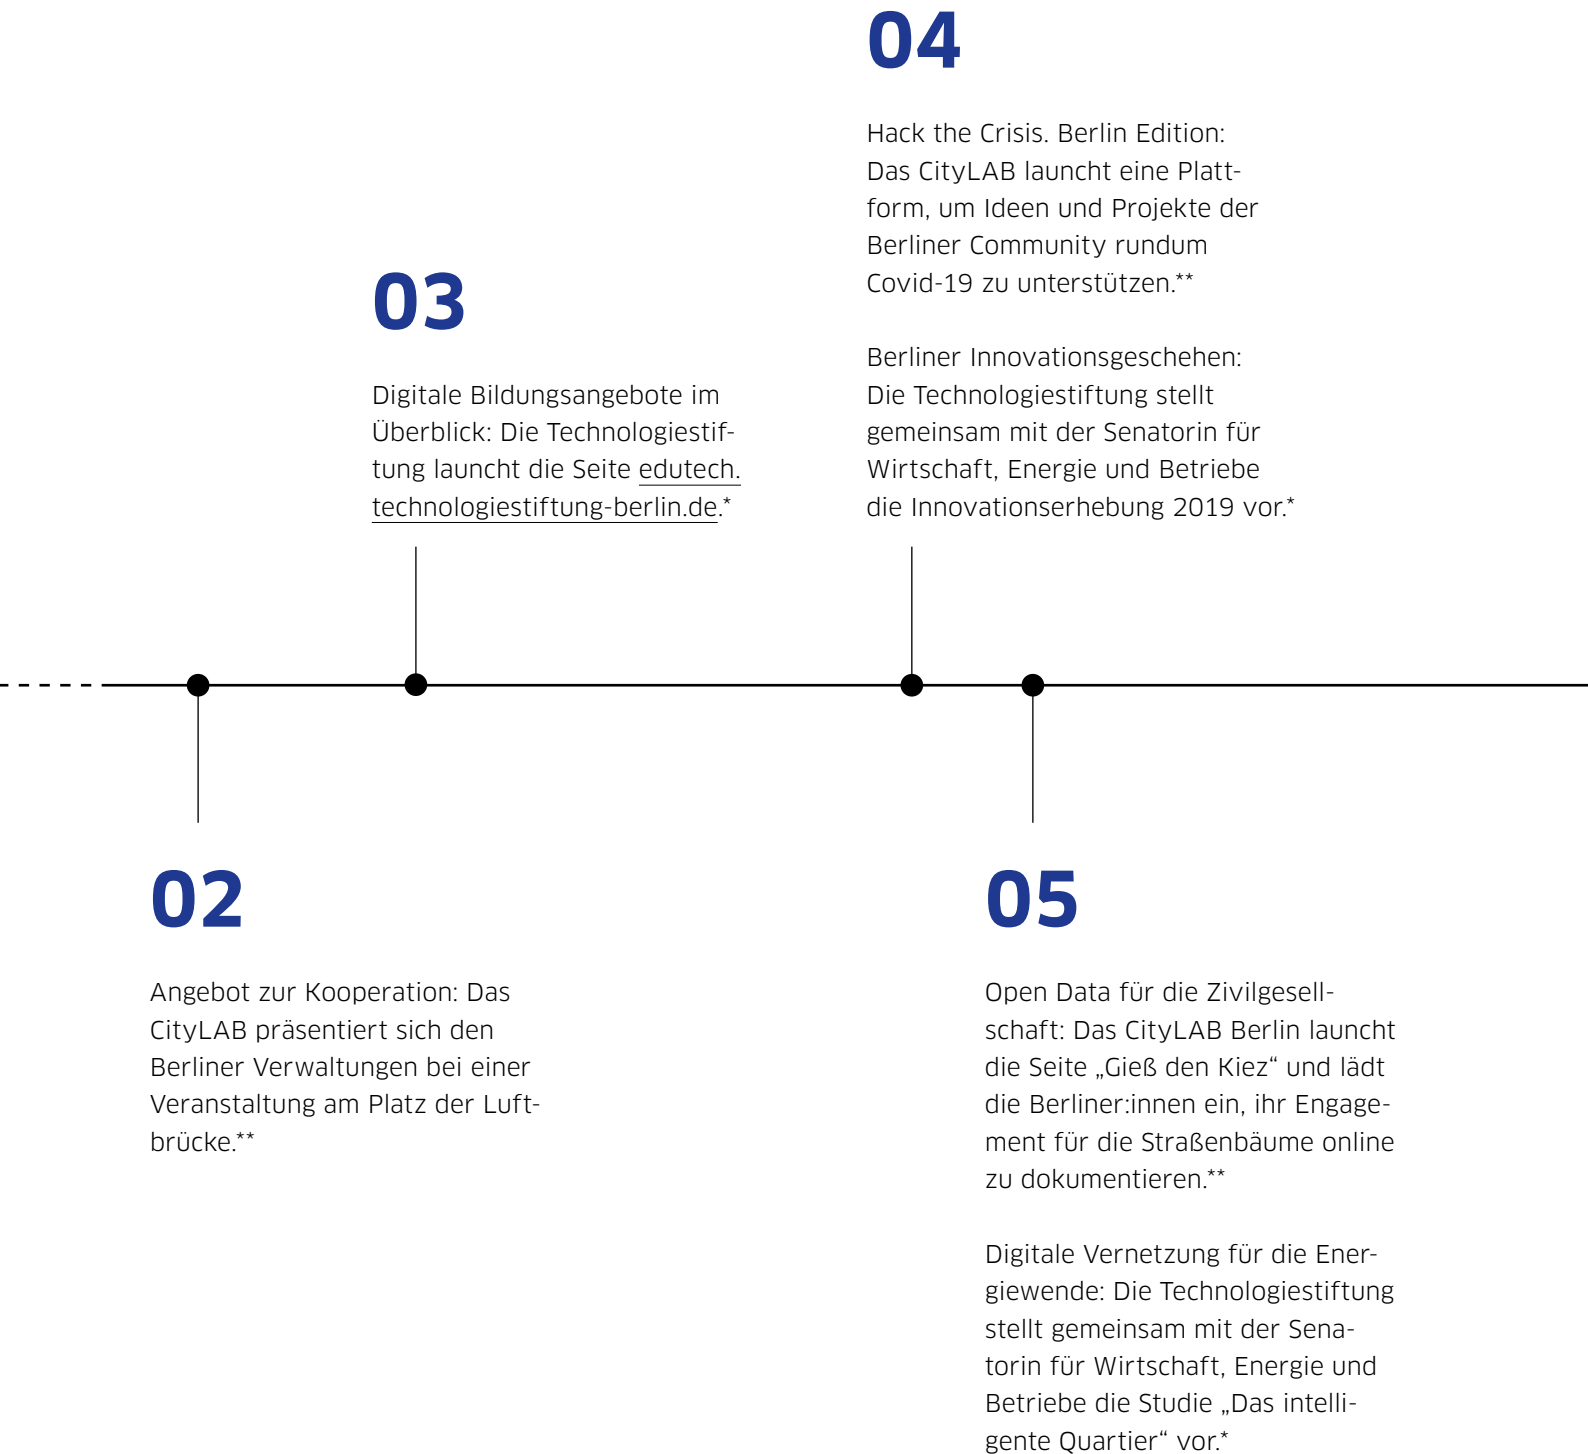 04
Hack the Crisis. Berlin Edition:
Das CityLAB launcht eine Platt-
form, um Ideen und Projekte der
Berliner Community rundum
Covid-19 zu unterstützen.**
Berliner Innovationsgeschehen:
Die Technologiestiftung stellt
gemeinsam mit der Senatorin für
Wirtschaft, Energie und Betriebe
die Innovationserhebung 2019 vor.*
03
Digitale Bildungsangebote im
Überblick: Die Technologiestif-
tung launcht die Seite edutech.
technologiestiftung-berlin.de.*
02
Angebot zur Kooperation: Das
CityLAB präsentiert sich den
Berliner Verwaltungen bei einer
Veranstaltung am Platz der Luft-
brücke.**
05
Open Data für die Zivilgesell-
schaft: Das CityLAB Berlin launcht
die Seite „Gieß den Kiez“ und lädt
die Berliner:innen ein, ihr Engage-
ment für die Straßenbäume online
zu dokumentieren.**
Digitale Vernetzung für die Ener-
giewende: Die Technologiestiftung
stellt gemeinsam mit der Sena-
torin für Wirtschaft, Energie und
Betriebe die Studie „Das intelli-
gente Quartier“ vor.*